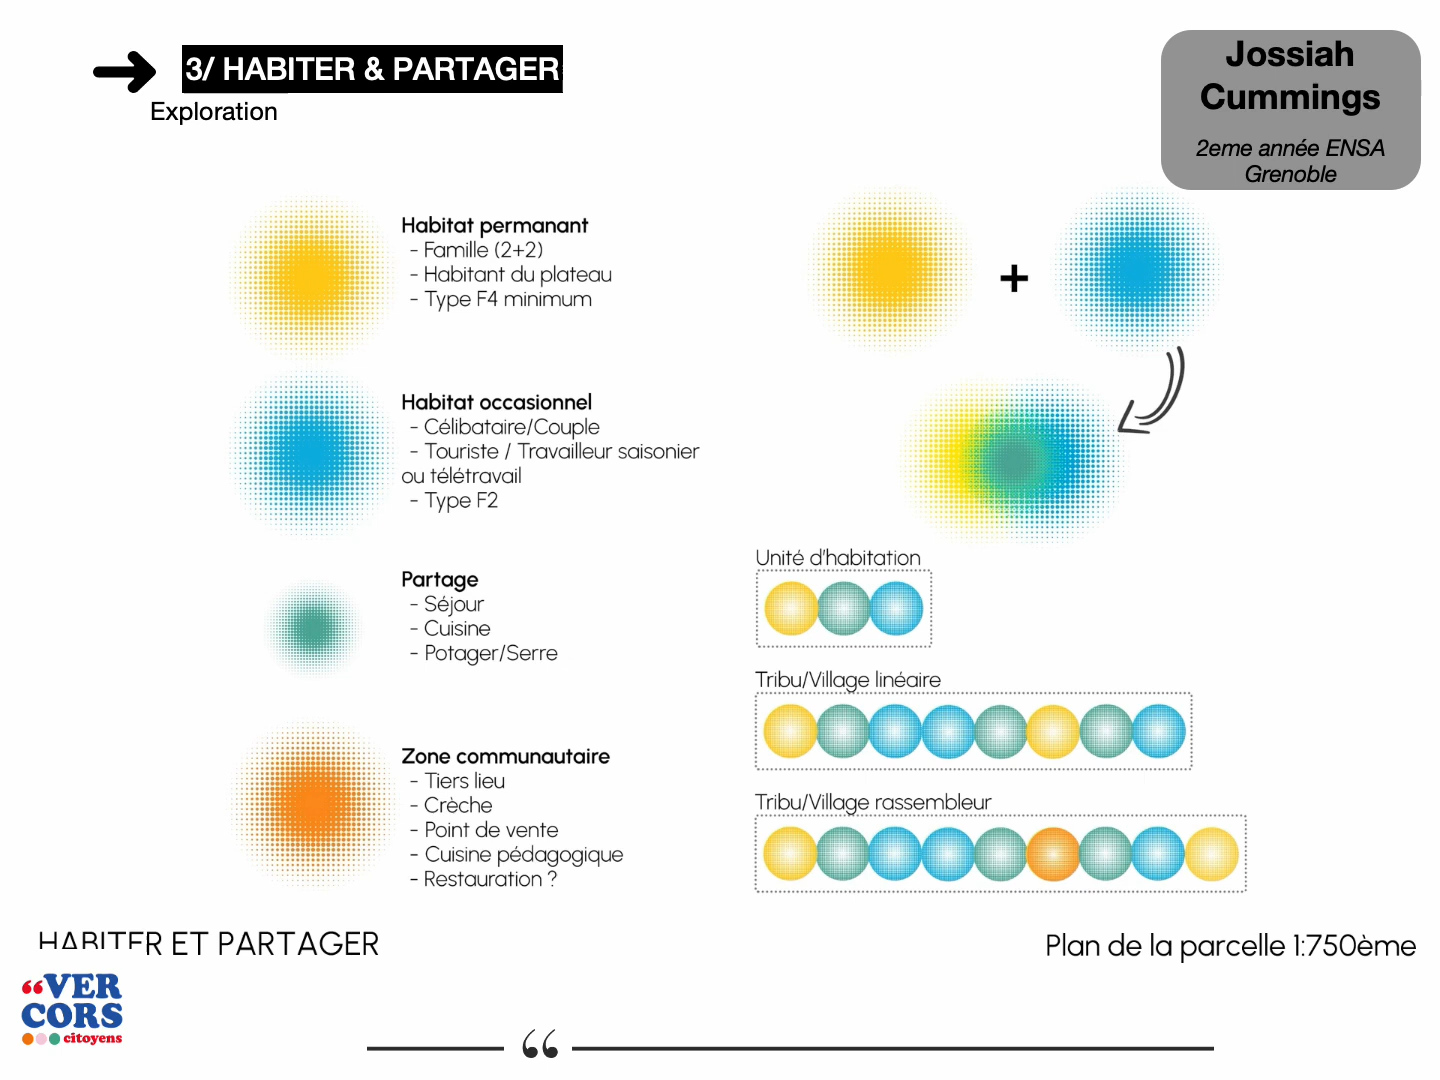 3/ HABITER & PARTAGER
Exploration
Jossiah
Cummings
2eme année ENSA
Grenoble
Habitat permanant
- Famille (2+2)
- Habitant du plateau
- Type F4 minimum
+
Habitat occasionnel
- Célibataire/Couple
- Touriste / Travailleur saisonier
ou télétravail
- Type F2
Partage
- Séjour
- Cuisine
- Potager/Serre
Zone communautaire
- Tiers lieu
- Crèche
- Point de vente
- Cuisine pédagogique
- Restauration ?
Unité d'habitation
Tribu/Village linéaire
Tribu/Village rassembleur
HABITER ET PARTAGER
Plan de la parcelle 1:750ème
“VER
CORS
citoyens
“